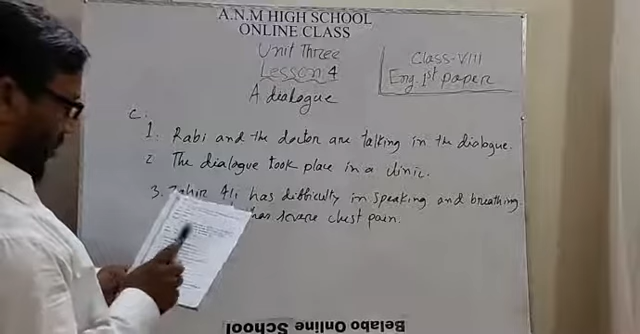 A.N.M HIGH SCHOOL
ONLINE CLASS
Unit Three
Lesson 4
A dialogue
Class-VIII
Eng. 1st paper
C.
1. Rabi and the doctor are talking in the dialogue.
2 The dialogue took place in a clinic.
3. Ali has difficulty in speaking and breathing.
has severe chest pain.
Belabo Online School